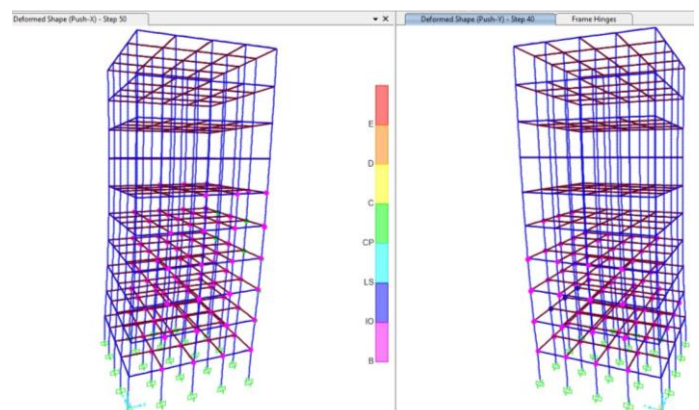 Deformed Shape (Push-X) - Step 50
Deformed Shape (Push-Y) - Step 40
Frame Hinges
E
D
C
CP
LS
IO
B